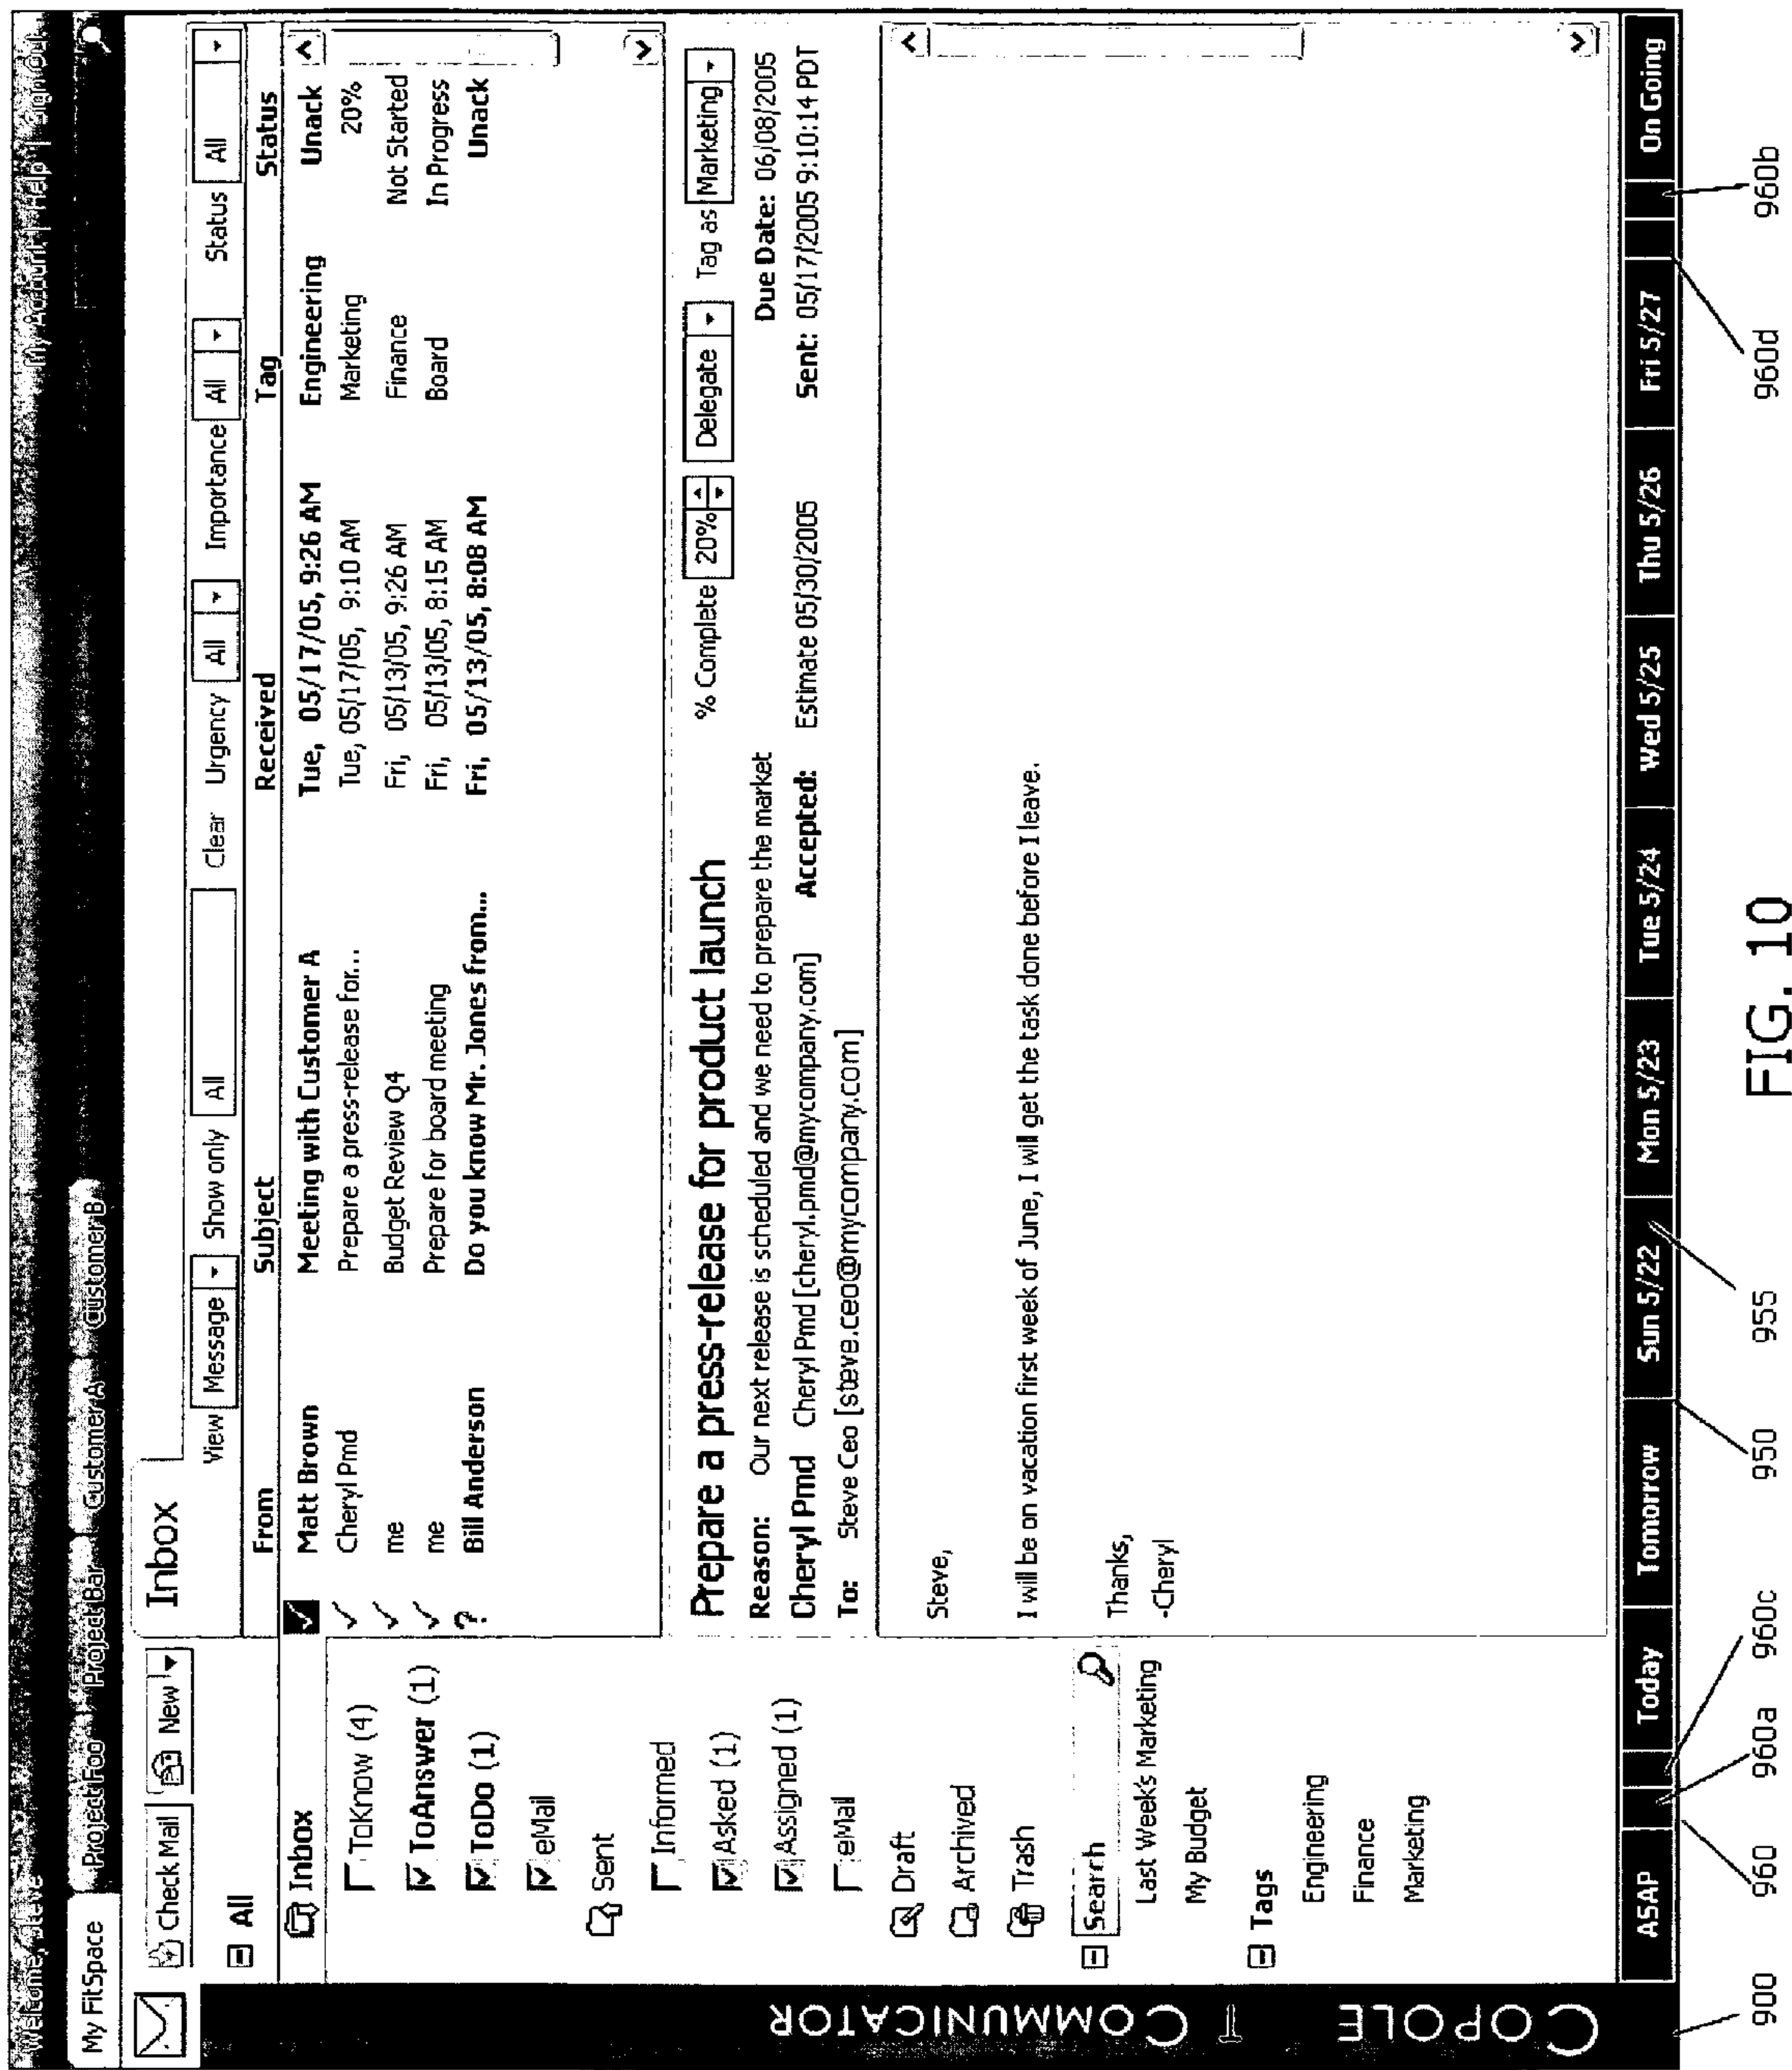 Welcome, Steve
My Account | Help | Sign Out
My FitSpace Project Foo Project Bar Customer A Customer B
Check Mail New
Inbox
View Message Show only All Clear Urgency All Importance All Status All
All
From Subject Received Tag Status
Inbox
ToKnow (4)
ToAnswer (1)
ToDo (1)
eMail
Sent
Informed
Asked (1)
Assigned (1)
eMail
Draft
Archived
Trash
Search
Last Week's Marketing
My Budget
Tags
Engineering
Finance
Marketing
✓ Matt Brown Meeting with Customer A Tue, 05/17/05, 9:26 AM Engineering Unack
✓ Cheryl Pmd Prepare a press-release for... Tue, 05/17/05, 9:10 AM Marketing 20%
✓ me Budget Review Q4 Fri, 05/13/05, 9:26 AM Finance Not Started
✓ me Prepare for board meeting Fri, 05/13/05, 8:15 AM Board In Progress
? Bill Anderson Do you know Mr. Jones from... Fri, 05/13/05, 8:08 AM Unack
Prepare a press-release for product launch % Complete 20% Delegate Tag as Marketing
Reason: Our next release is scheduled and we need to prepare the market Due Date: 06/08/2005
Cheryl Pmd Cheryl Pmd [cheryl.pmd@mycompany.com] Accepted: Estimate 05/30/2005 Sent: 05/17/2005 9:10:14 PDT
To: Steve Ceo [steve.ceo@mycompany.com]
Steve,
I will be on vacation first week of June, I will get the task done before I leave.
Thanks,
-Cheryl
COPOLE IT COMMUNICATOR
ASAP Today Tomorrow Sun 5/22 Mon 5/23 Tue 5/24 Wed 5/25 Thu 5/26 Fri 5/27 On Going
900 960 960a 960c 950 955 960d 960b
FIG. 10